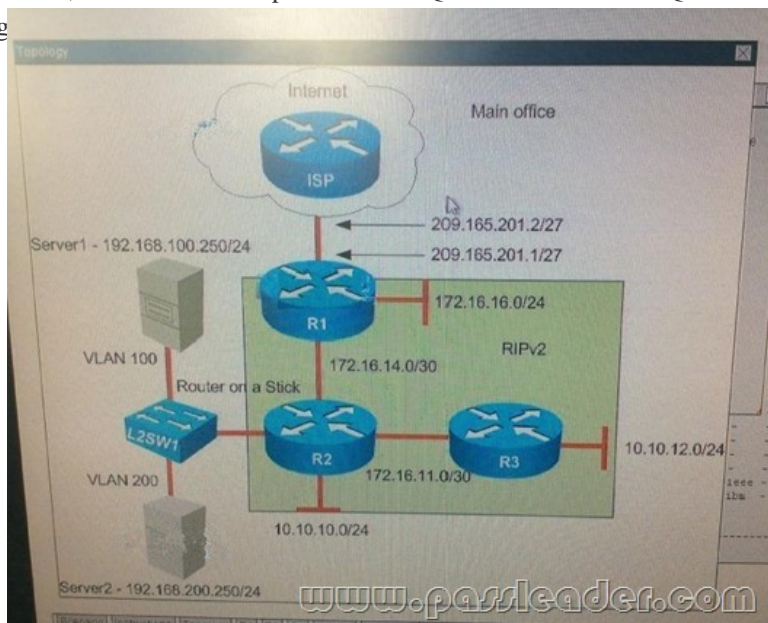 g
Topology
Internet
Main office
ISP
209.165.201.2/27
Server1 - 192.168.100.250/24
209.165.201.1/27
172.16.16.0/24
R1
RIPv2
VLAN 100
172.16.14.0/30
Router on a Stick
L2SW1
R2
R3
10.10.12.0/24
172.16.11.0/30
VLAN 200
10.10.10.0/24
Server2 - 192.168.200.250/24
www.passleader.com